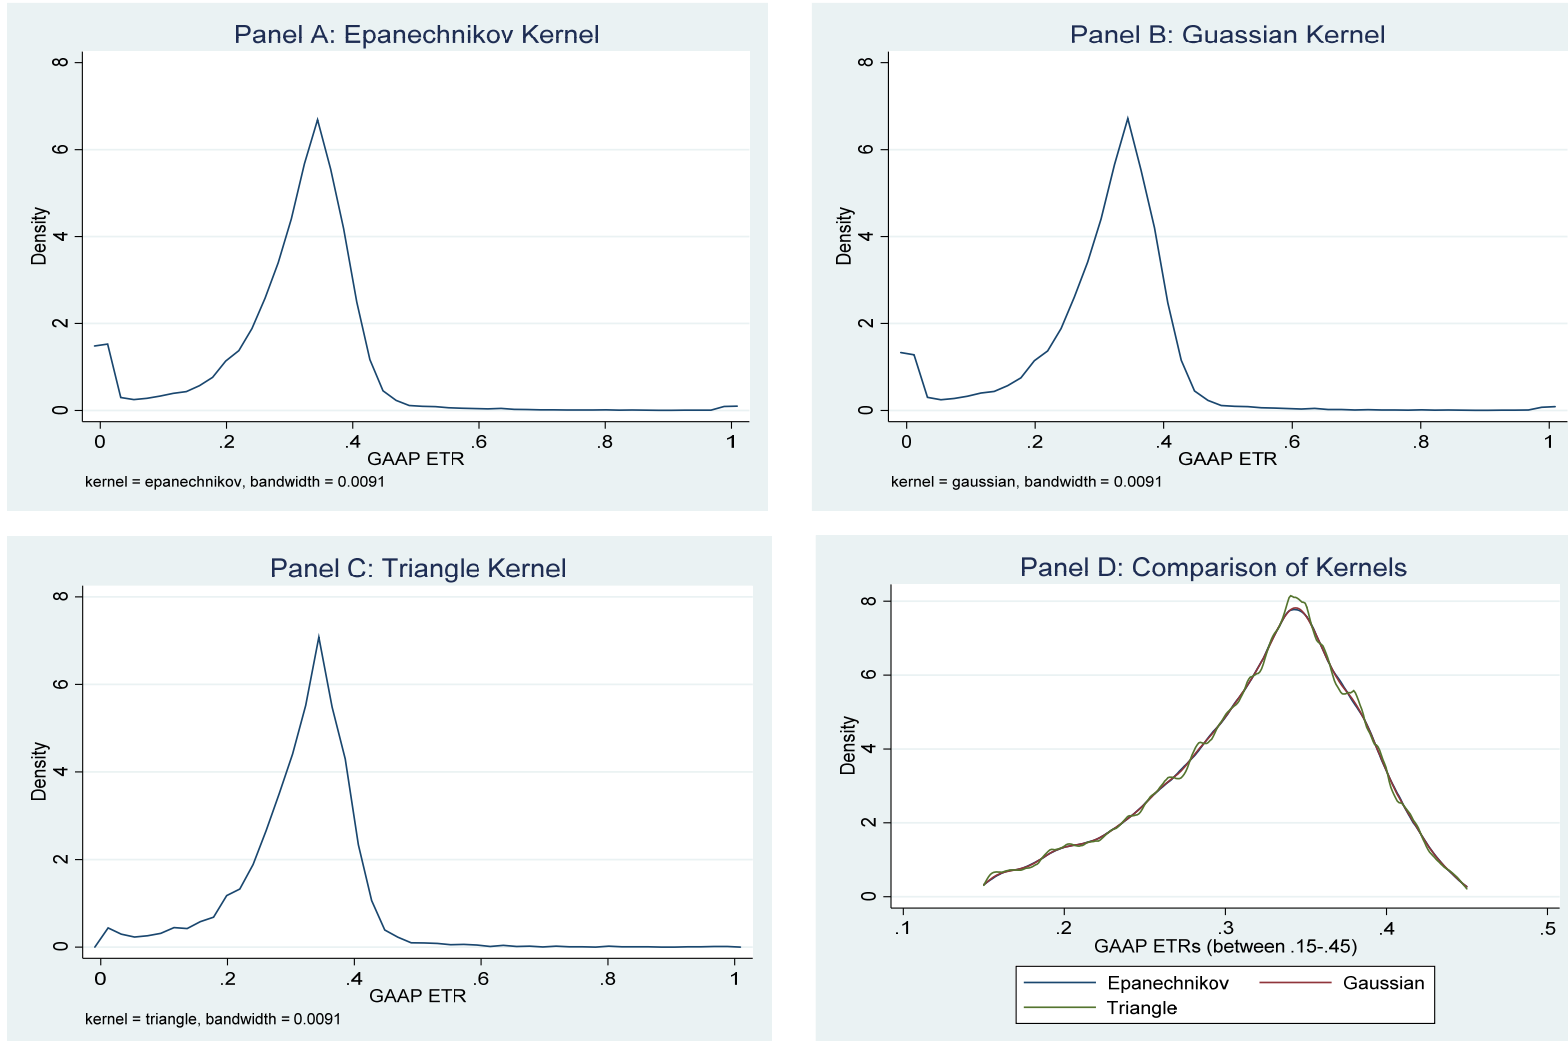 Panel A: Epanechnikov Kernel
8
6
4
2
0
Density
0 .2 .4 .6 .8 1
GAAP ETR
kernel = epanechnikov, bandwidth = 0.0091
Panel B: Guassian Kernel
8
6
4
2
0
Density
0 .2 .4 .6 .8 1
GAAP ETR
kernel = gaussian, bandwidth = 0.0091
Panel C: Triangle Kernel
8
6
4
2
0
Density
0 .2 .4 .6 .8 1
GAAP ETR
kernel = triangle, bandwidth = 0.0091
Panel D: Comparison of Kernels
8
6
4
2
0
Density
.1 .2 .3 .4 .5
GAAP ETRs (between .15-.45)
Epanechnikov Gaussian
Triangle